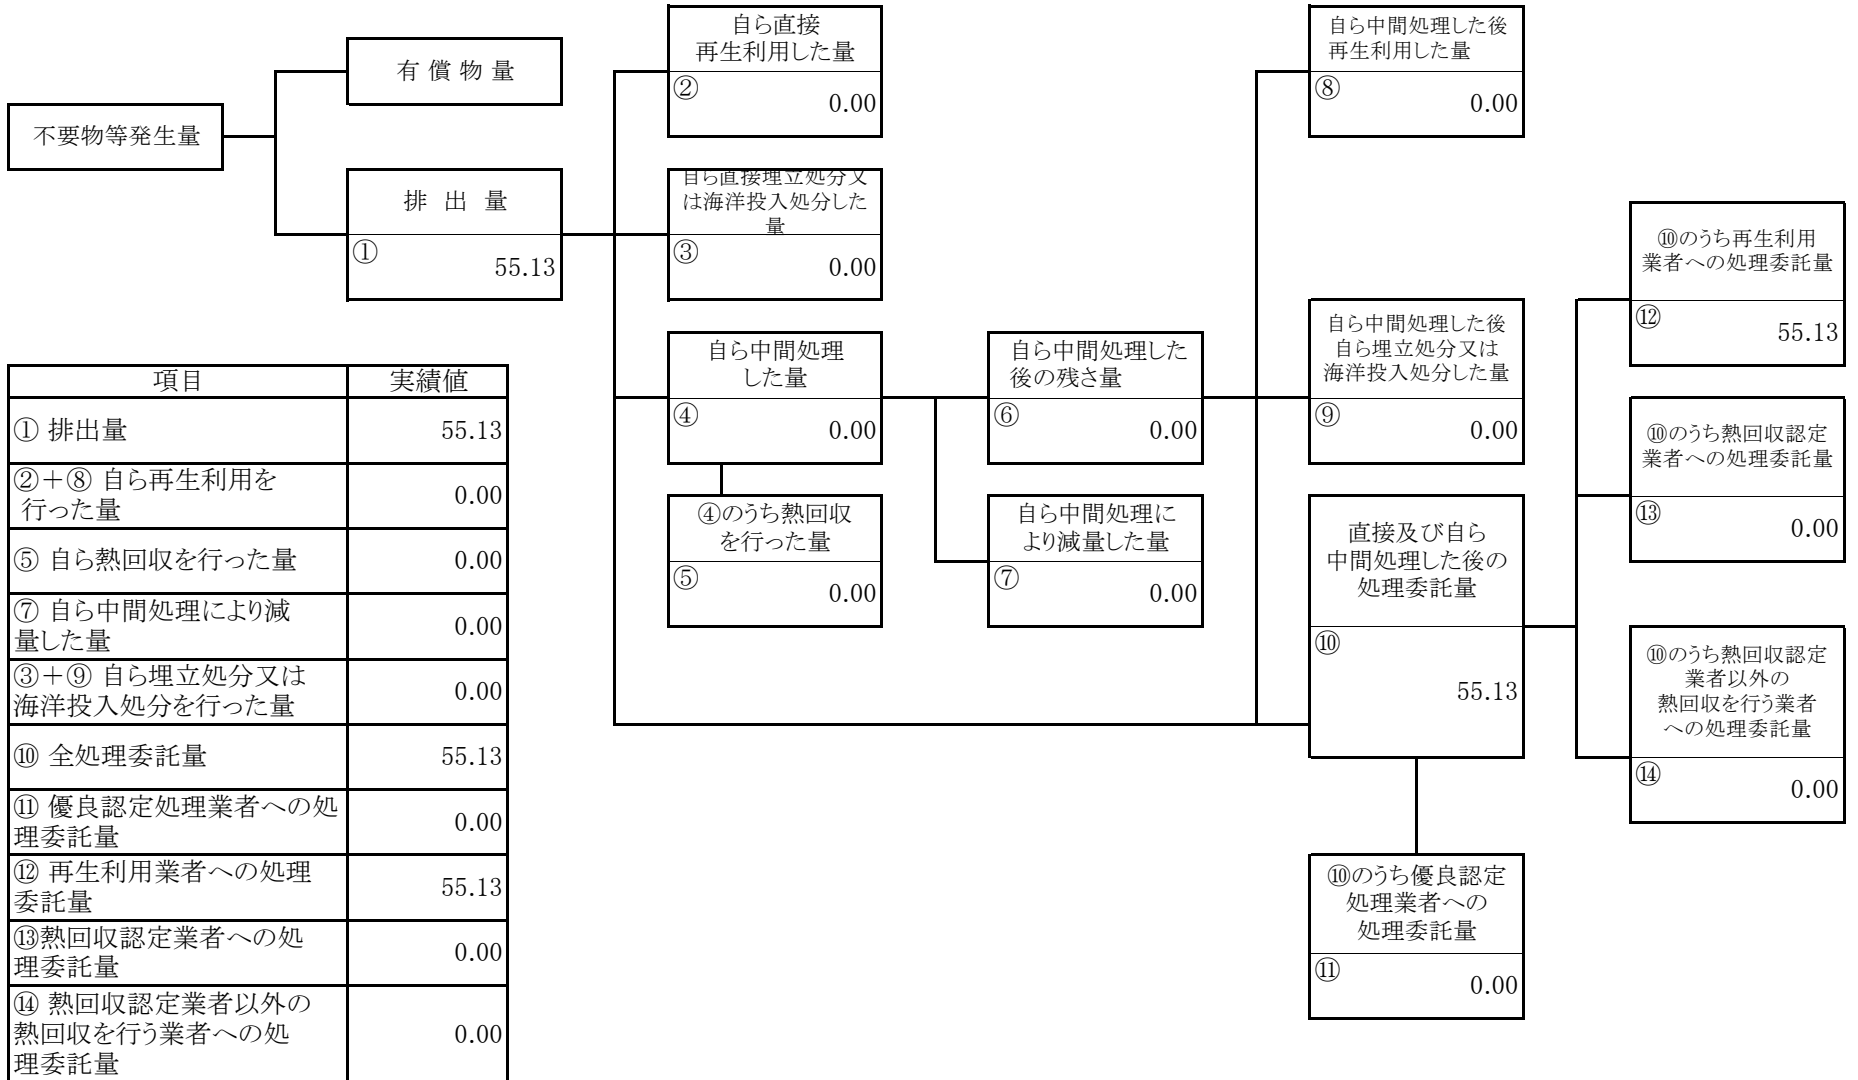 不要物等発生量
有 償 物 量
排 出 量
①
55.13
自ら直接
再生利用した量
②
0.00
自ら直接埋立処分又
は海洋投入処分した
量
③
0.00
自ら中間処理
した量
④
0.00
④のうち熱回収
を行った量
⑤
0.00
自ら中間処理した
後の残さ量
⑥
0.00
自ら中間処理に
より減量した量
⑦
0.00
自ら中間処理した後
再生利用した量
⑧
0.00
自ら中間処理した後
自ら埋立処分又は
海洋投入処分した量
⑨
0.00
直接及び自ら
中間処理した後の
処理委託量
⑩
55.13
⑩のうち優良認定
処理業者への
処理委託量
⑪
0.00
⑩のうち再生利用
業者への処理委託量
⑫
55.13
⑩のうち熱回収認定
業者への処理委託量
⑬
0.00
⑩のうち熱回収認定
業者以外の
熱回収を行う業者
への処理委託量
⑭
0.00
項目 実績値
① 排出量 55.13
②＋⑧ 自ら再生利用を
行った量 0.00
⑤ 自ら熱回収を行った量 0.00
⑦ 自ら中間処理により減
量した量 0.00
③＋⑨ 自ら埋立処分又は
海洋投入処分を行った量 0.00
⑩ 全処理委託量 55.13
⑪ 優良認定処理業者への処
理委託量 0.00
⑫ 再生利用業者への処理
委託量 55.13
⑬熱回収認定業者への処
理委託量 0.00
⑭ 熱回収認定業者以外の
熱回収を行う業者への処
理委託量 0.00